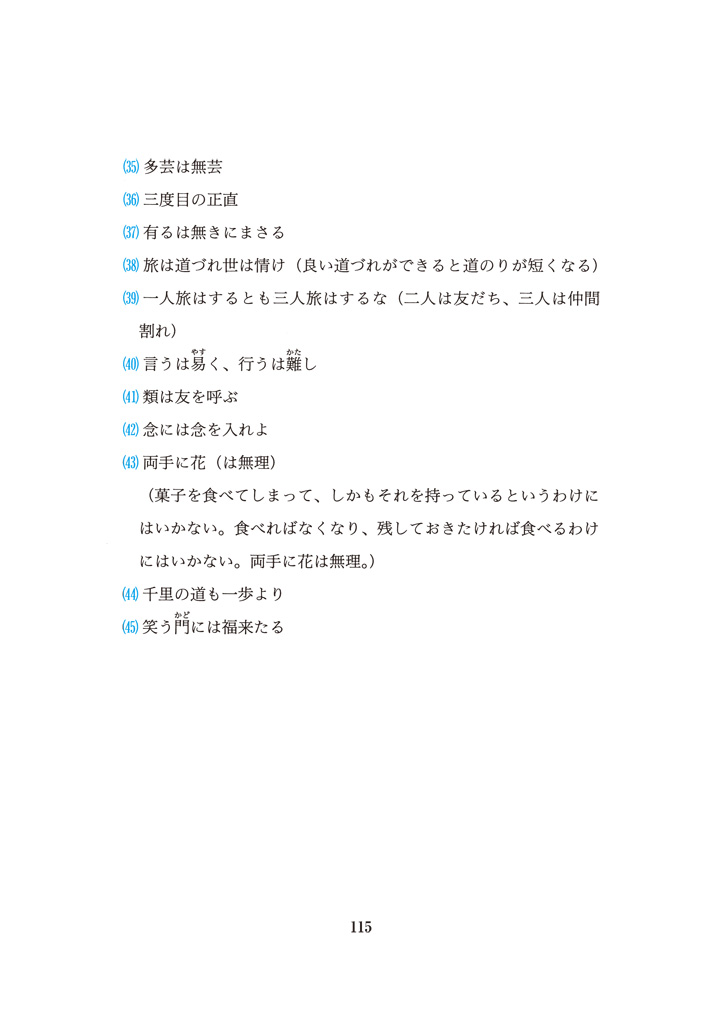 (35) 多芸は無芸
(36) 三度目の正直
(37) 有るは無きにまさる
(38) 旅は道づれ世は情け（良い道づれができると道のりが短くなる）
(39) 一人旅はするとも三人旅はするな（二人は友だち、三人は仲間
割れ）
(40) 言うは易やすく、行うは難かたし
(41) 類は友を呼ぶ
(42) 念には念を入れよ
(43) 両手に花（は無理）
（菓子を食べてしまって、しかもそれを持っているというわけに
はいかない。食べればなくなり、残しておきたければ食べるわけ
にはいかない。両手に花は無理。）
(44) 千里の道も一歩より
(45) 笑う門かどには福来たる
115